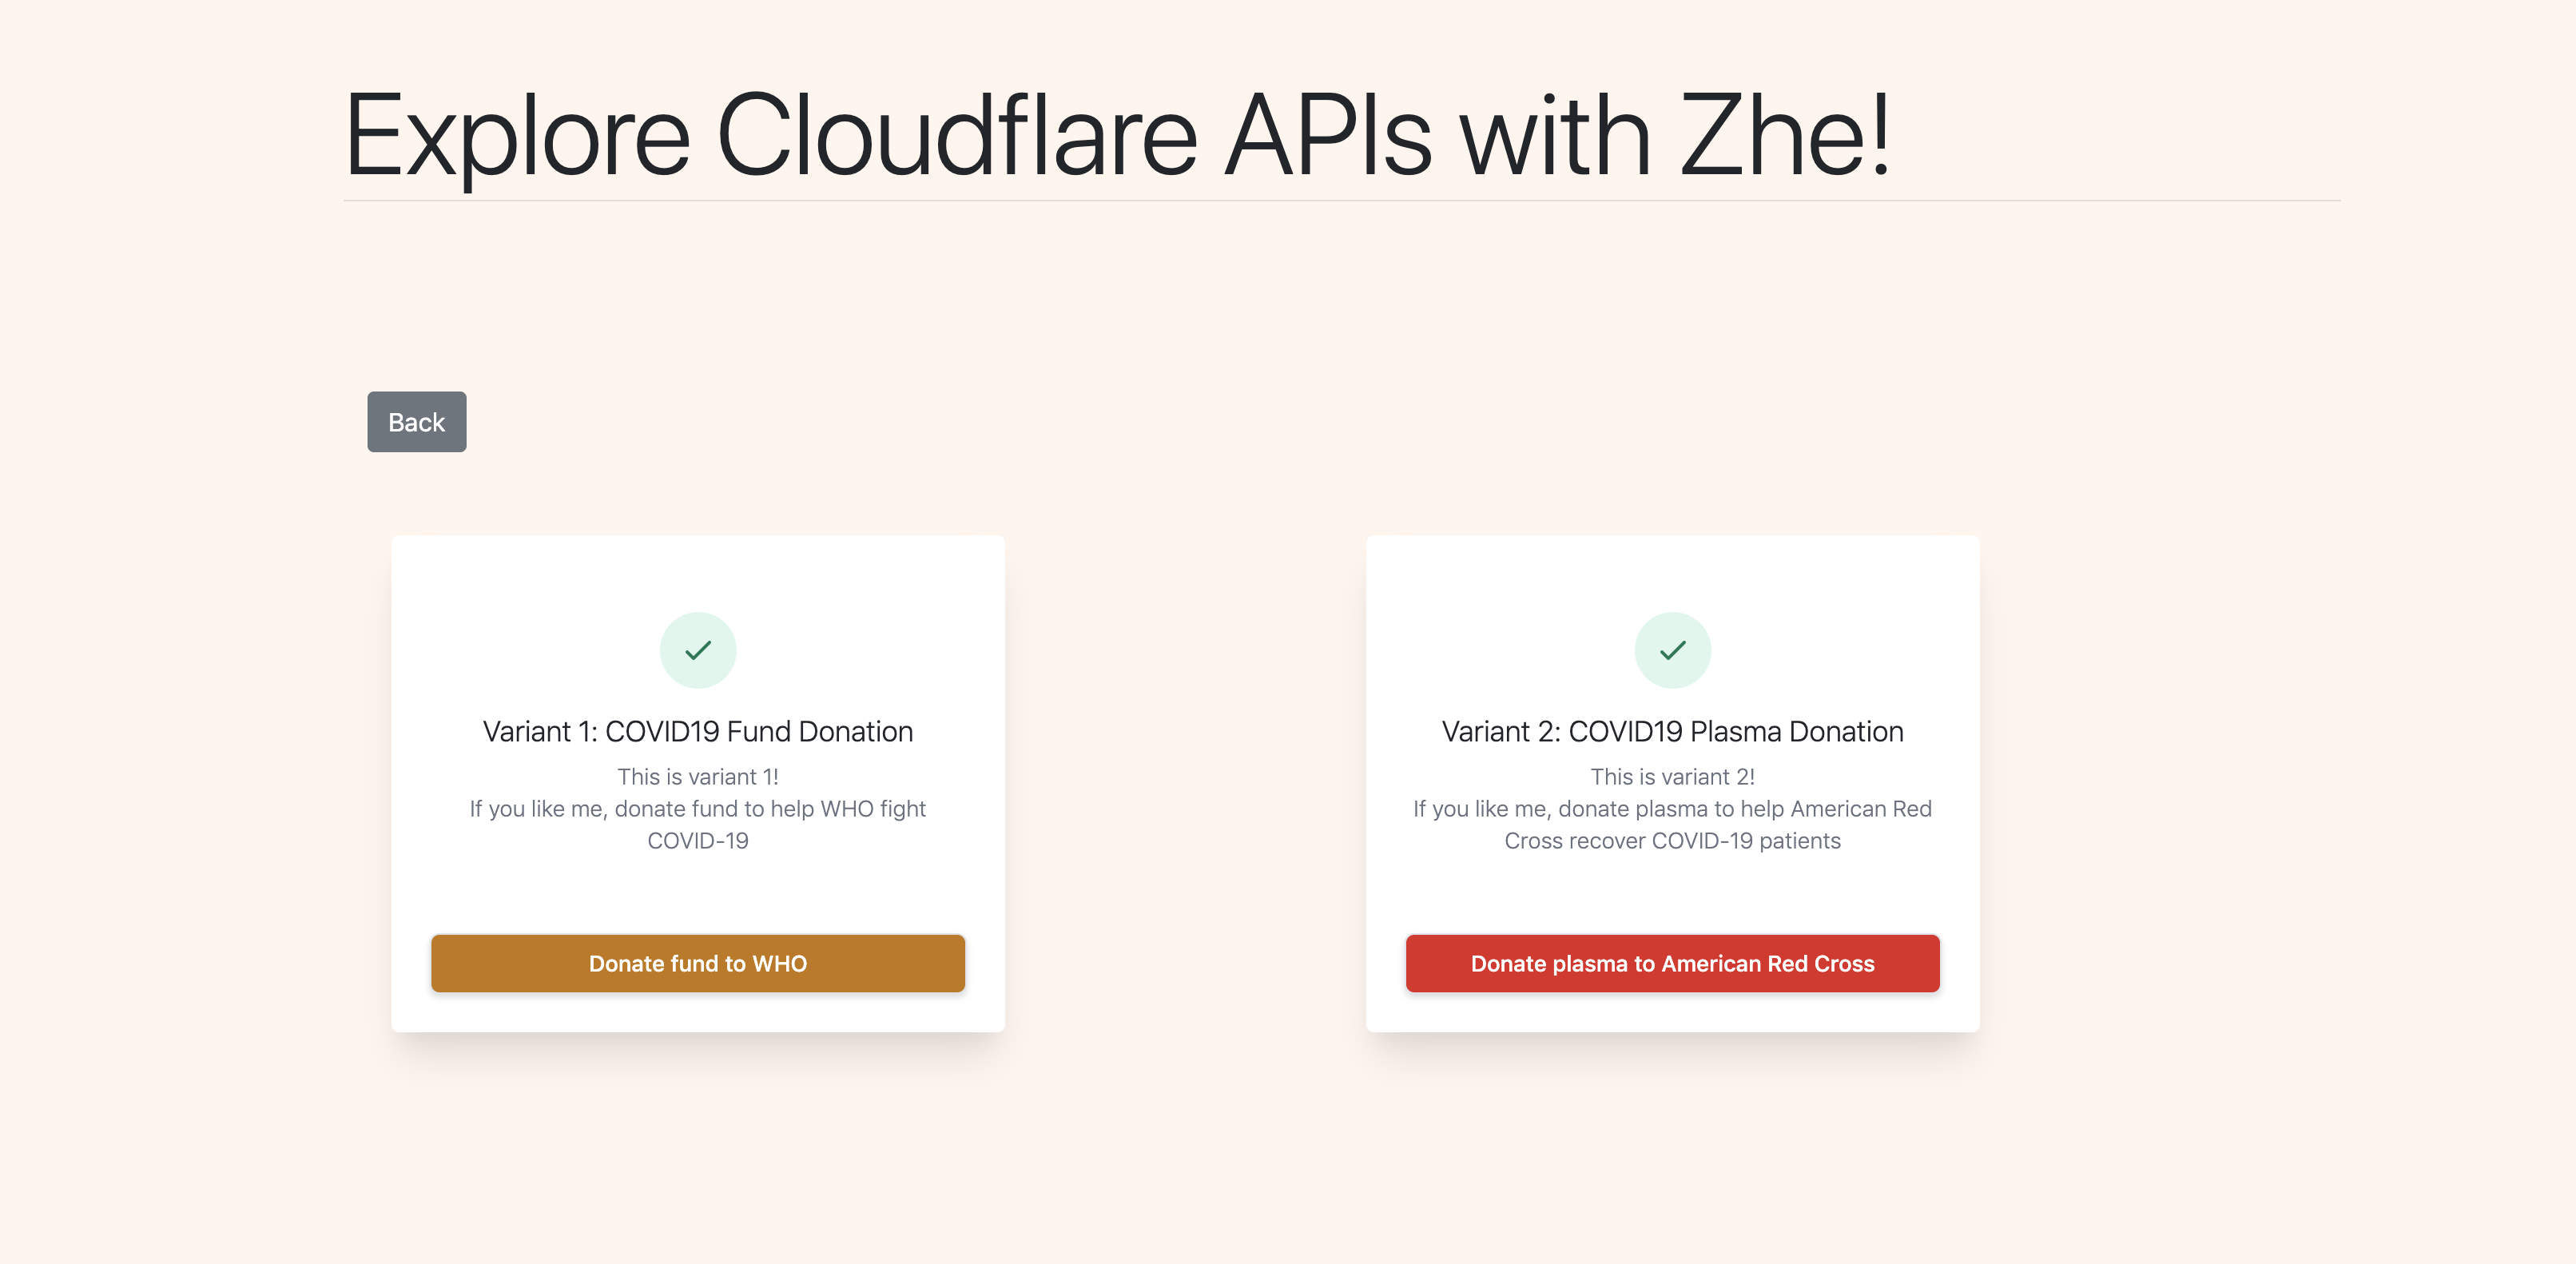 Explore Cloudflare APIs with Zhe!
Back
Variant 1: COVID19 Fund Donation
This is variant 1!
If you like me, donate fund to help WHO fight
COVID-19
Donate fund to WHO
Variant 2: COVID19 Plasma Donation
This is variant 2!
If you like me, donate plasma to help American Red
Cross recover COVID-19 patients
Donate plasma to American Red Cross